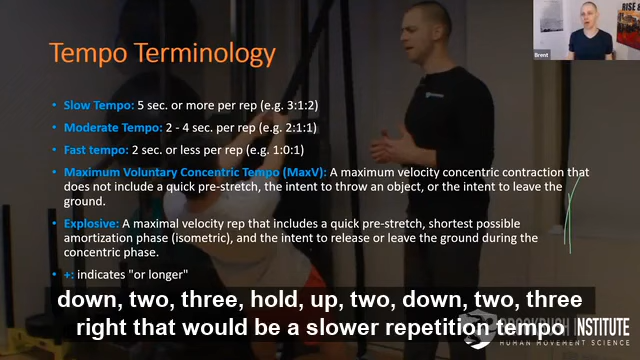 Tempo Terminology
Brent
RISE &
• Slow Tempo: 5 sec. or more per rep (e.g. 3:1:2)
• Moderate Tempo: 2 - 4 sec. per rep (e.g. 2:1:1)
• Fast tempo: 2 sec. or less per rep (e.g. 1:0:1)
• Maximum Voluntary Concentric Tempo (MaxV): A maximum velocity concentric contraction that
does not include a quick pre-stretch, the intent to throw an object, or the intent to leave the
ground.
• Explosive: A maximal velocity rep that includes a quick pre-stretch, shortest possible
amortization phase (isometric), and the intent to release or leave the ground during the
concentric phase.
• +: indicates "or longer"
down, two, three, hold, up, two, down, two, three
right that would be a slower repetition tempo
INSTITUTE
HUMAN MOVEMENT SCIENCE